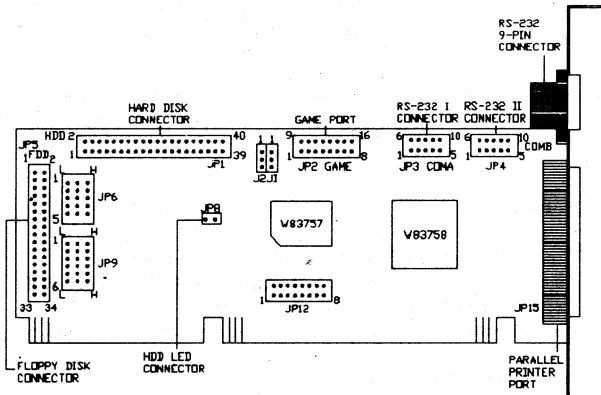 RS-232
9-PIN
CONNECTOR
HARD DISK
CONNECTOR
GAME PORT
RS-232 I
CONNECTOR
RS-232 II
CONNECTOR
HDD 2
40
1
39
JP1
JP5
FDD
1
2
33
34
J2
J1
9
16
1
8
JP2 GAME
6
10
1
5
JP3 COMA
6
10
1
5
JP4
COMB
L
H
1
5
JP6
L
H
1
6
L
H
JP9
JP8
W83757
W83758
1
8
JP12
JP15
FLOPPY DISK
CONNECTOR
HDD LED
CONNECTOR
PARALLEL
PRINTER
PORT